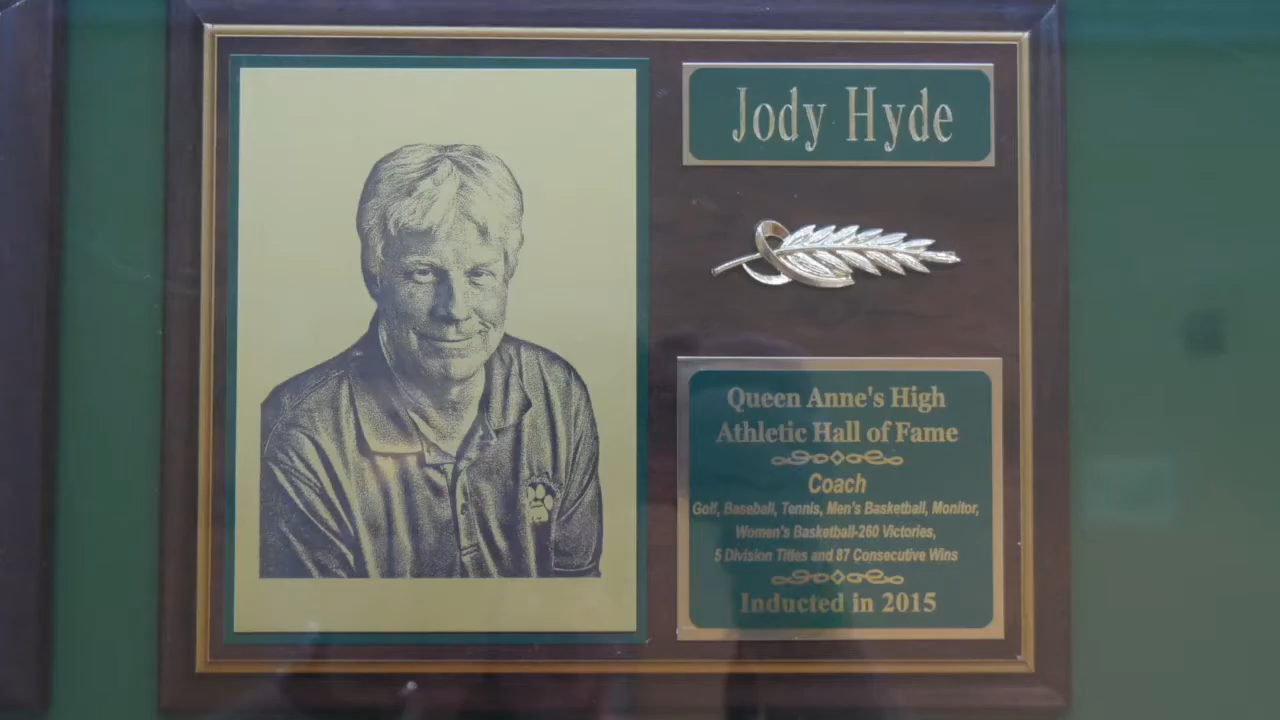 Jody Hyde
Queen Anne's High
Athletic Hall of Fame
Coach
Golf, Baseball, Tennis, Men's Basketball, Monitor,
Women's Basketball-260 Victories,
5 Division Titles and 87 Consecutive Wins
Inducted in 2015